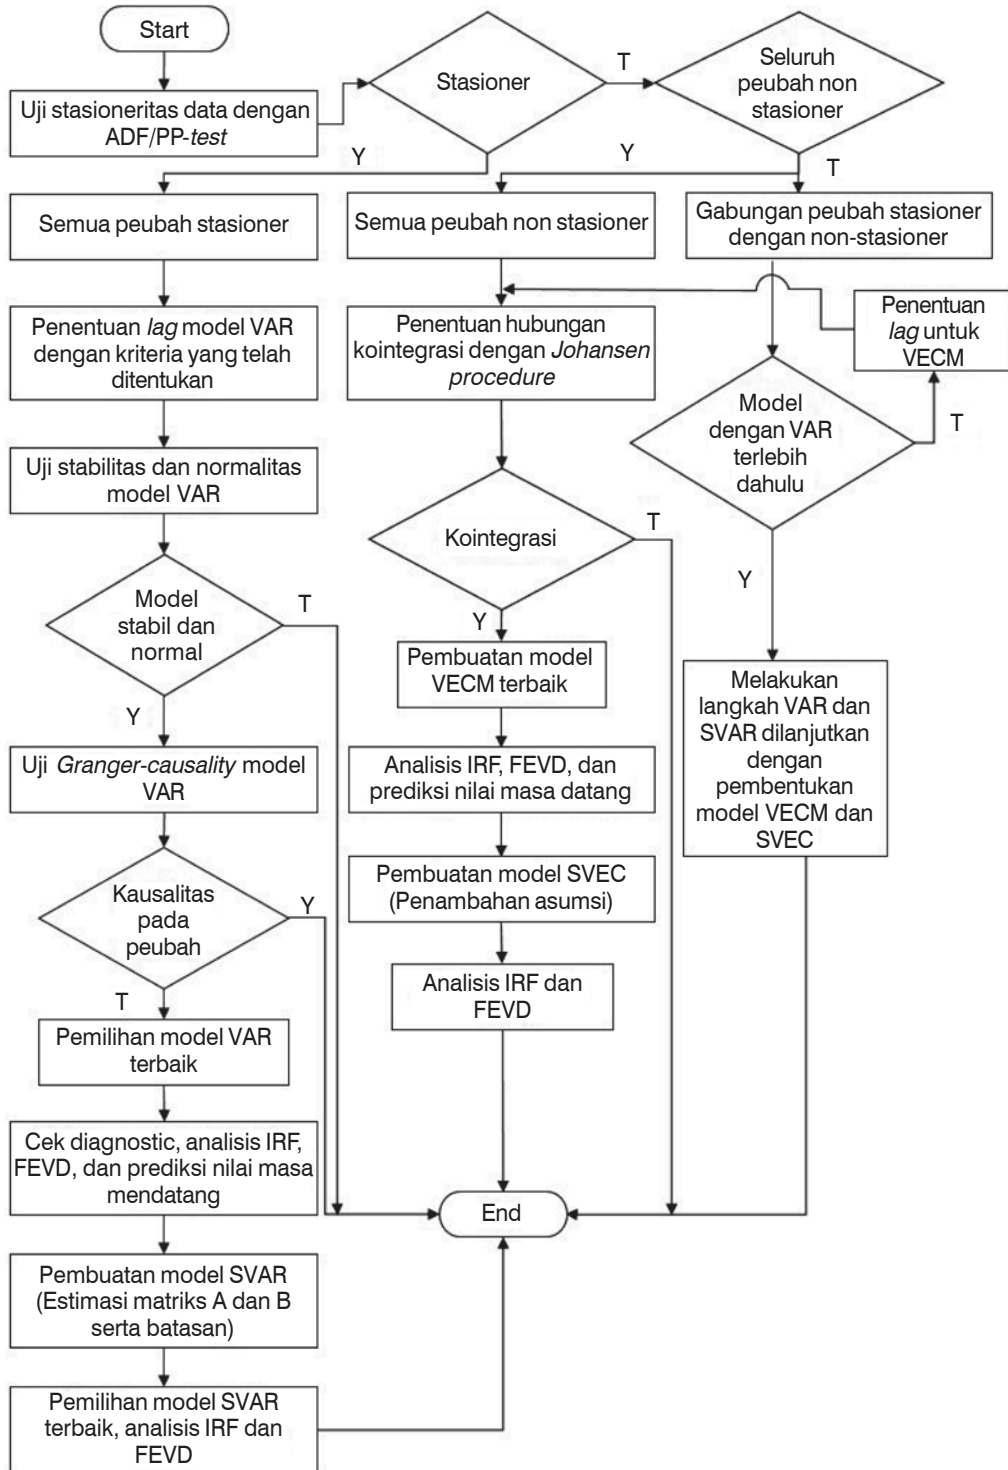 Start
Uji stasioneritas data dengan
ADF/PP-test
Stasioner
T
Seluruh
peubah non
stasioner
Y
Y
T
Semua peubah stasioner
Semua peubah non stasioner
Gabungan peubah stasioner
dengan non-stasioner
Penentuan lag model VAR
dengan kriteria yang telah
ditentukan
Penentuan hubungan
kointegrasi dengan Johansen
procedure
Penentuan
lag untuk
VECM
Model
dengan VAR
terlebih
dahulu
T
Uji stabilitas dan normalitas
model VAR
Kointegrasi
T
Y
Y
Model
stabil dan
normal
T
Y
Pembuatan model
VECM terbaik
Melakukan
langkah VAR dan
SVAR dilanjutkan
dengan
pembentukan
model VECM dan
SVEC
Uji Granger-causality model
VAR
Analisis IRF, FEVD, dan
prediksi nilai masa datang
Kausalitas
pada
peubah
Y
T
Pembuatan model SVEC
(Penambahan asumsi)
Analisis IRF dan
FEVD
Pemilihan model VAR
terbaik
Cek diagnostic, analisis IRF,
FEVD, dan prediksi nilai masa
mendatang
End
Pembuatan model SVAR
(Estimasi matriks A dan B
serta batasan)
Pemilihan model SVAR
terbaik, analisis IRF dan
FEVD